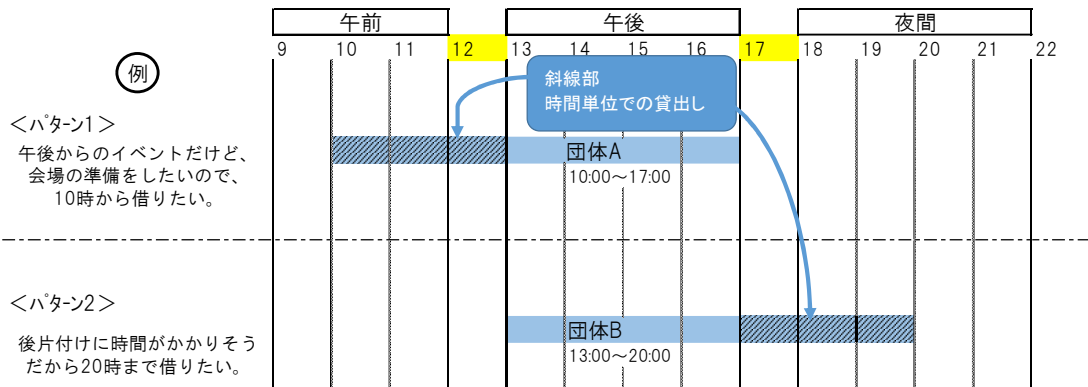 午前 午後 夜間
9 10 11 12 13 14 15 16 17 18 19 20 21 22
例
斜線部
時間単位での貸出し
<ﾊﾟﾀｰﾝ1>
午後からのイベントだけど、
会場の準備をしたいので、
10時から借りたい。
団体A
10:00～17:00
<ﾊﾟﾀｰﾝ2>
後片付けに時間がかかりそう
だから20時まで借りたい。
団体B
13:00～20:00